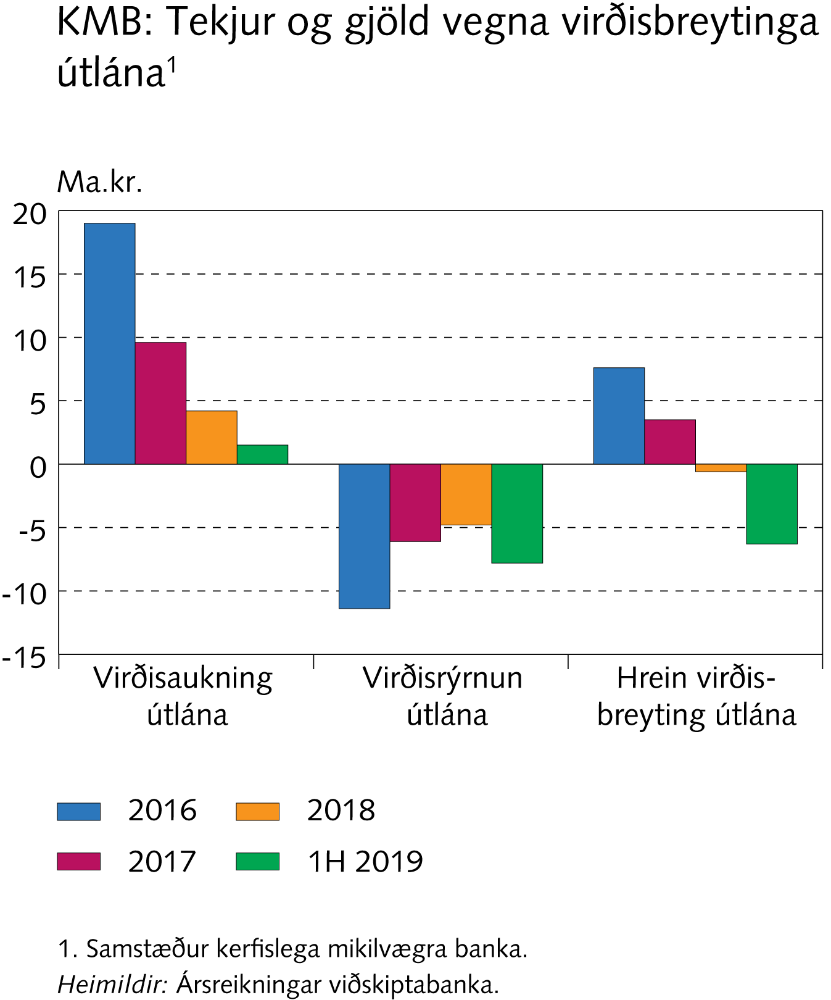 KMB: Tekjur og gjöld vegna virðisbreytinga
útlána¹
Ma.kr.
20
15
10
5
0
-5
-10
-15
Virðisaukning
útlána
Virðisrýrnun
útlána
Hrein virðis-
breyting útlána
2016
2018
2017
1H 2019
1. Samstæður kerfislega mikilvægra banka.
Heimildir: Ársreikningar viðskiptabanka.